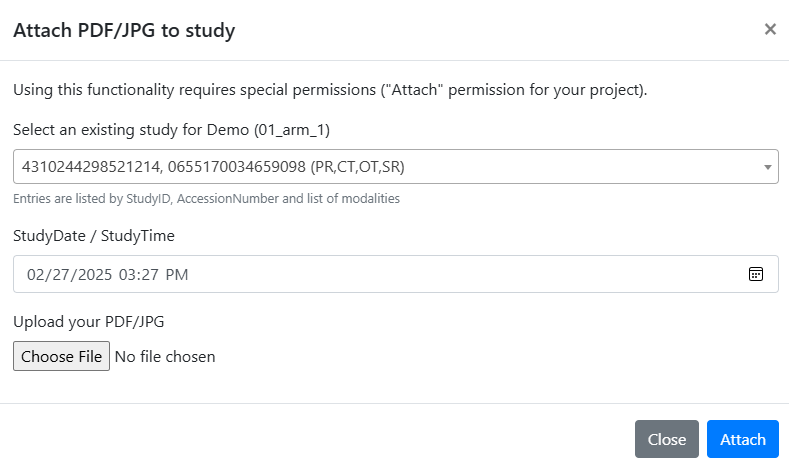 Attach PDF/JPG to study
×
Using this functionality requires special permissions ("Attach" permission for your project).
Select an existing study for Demo (01_arm_1)
4310244298521214, 0655170034659098 (PR,CT,OT,SR)
Entries are listed by StudyID, AccessionNumber and list of modalities
StudyDate / StudyTime
02/27/2025 03:27 PM
Upload your PDF/JPG
Choose File No file chosen
Close Attach